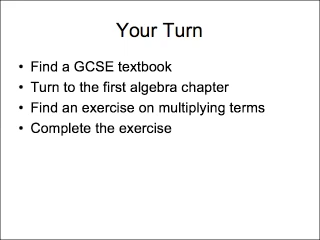 Your Turn
• Find a GCSE textbook
• Turn to the first algebra chapter
• Find an exercise on multiplying terms
• Complete the exercise